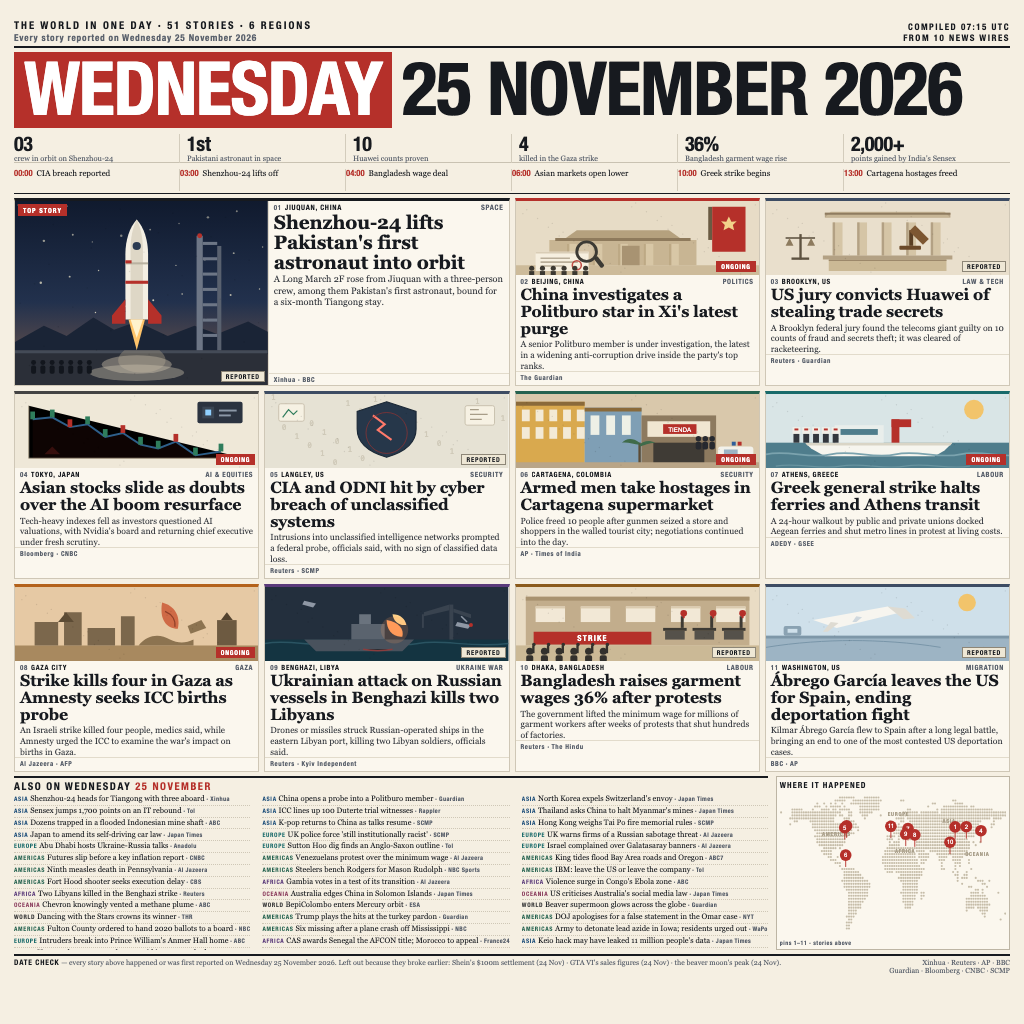 THE WORLD IN ONE DAY · 51 STORIES · 6 REGIONS
Every story reported on Wednesday 25 November 2026
COMPILED 07:15 UTC
FROM 10 NEWS WIRES
WEDNESDAY 25 NOVEMBER 2026
03
crew in orbit on Shenzhou-24
1st
Pakistani astronaut in space
10
Huawei counts proven
4
killed in the Gaza strike
36%
Bangladesh garment wage rise
2,000+
points gained by India's Sensex
00:00 CIA breach reported
03:00 Shenzhou-24 lifts off
04:00 Bangladesh wage deal
06:00 Asian markets open lower
10:00 Greek strike begins
13:00 Cartagena hostages freed
TOP STORY
REPORTED
01 JIUQUAN, CHINA
SPACE
Shenzhou-24 lifts
Pakistan's first
astronaut into orbit
A Long March 2F rose from Jiuquan with a three-person
crew, among them Pakistan's first astronaut, bound for
a six-month Tiangong stay.
Xinhua · BBC
ONGOING
02 BEIJING, CHINA
POLITICS
China investigates a
Politburo star in Xi's latest
purge
A senior Politburo member is under investigation, the latest
in a widening anti-corruption drive inside the party's top
ranks.
The Guardian
REPORTED
03 BROOKLYN, US
LAW & TECH
US jury convicts Huawei of
stealing trade secrets
A Brooklyn federal jury found the telecoms giant guilty on 10
counts of fraud and secrets theft; it was cleared of
racketeering.
Reuters · Guardian
ONGOING
04 TOKYO, JAPAN
AI & EQUITIES
Asian stocks slide as doubts
over the AI boom resurface
Tech-heavy indexes fell as investors questioned AI
valuations, with Nvidia's board and returning chief executive
under fresh scrutiny.
Bloomberg · CNBC
REPORTED
05 LANGLEY, US
SECURITY
CIA and ODNI hit by cyber
breach of unclassified
systems
Intrusions into unclassified intelligence networks prompted
a federal probe, officials said, with no sign of classified data
loss.
Reuters · SCMP
TIENDA
ONGOING
06 CARTAGENA, COLOMBIA
SECURITY
Armed men take hostages in
Cartagena supermarket
Police freed 10 people after gunmen seized a store and
shoppers in the walled tourist city; negotiations continued
into the day.
AP · Times of India
ONGOING
07 ATHENS, GREECE
LABOUR
Greek general strike halts
ferries and Athens transit
A 24-hour walkout by public and private unions docked
Aegean ferries and shut metro lines in protest at living costs.
ADEDY · GSEE
ONGOING
08 GAZA CITY
GAZA
Strike kills four in Gaza as
Amnesty seeks ICC births
probe
An Israeli strike killed four people, medics said, while
Amnesty urged the ICC to examine the war's impact on
births in Gaza.
Al Jazeera · AFP
REPORTED
09 BENGHAZI, LIBYA
UKRAINE WAR
Ukrainian attack on Russian
vessels in Benghazi kills two
Libyans
Drones or missiles struck Russian-operated ships in the
eastern Libyan port, killing two Libyan soldiers, officials
said.
Reuters · Kyiv Independent
STRIKE
REPORTED
10 DHAKA, BANGLADESH
LABOUR
Bangladesh raises garment
wages 36% after protests
The government lifted the minimum wage for millions of
garment workers after weeks of protests that shut hundreds
of factories.
Reuters · The Hindu
REPORTED
11 WASHINGTON, US
MIGRATION
Ábrego García leaves the US
for Spain, ending
deportation fight
Kilmar Ábrego García flew to Spain after a long legal battle,
bringing an end to one of the most contested US deportation
cases.
BBC · AP
ALSO ON WEDNESDAY 25 NOVEMBER
ASIA Shenzhou-24 heads for Tiangong with three aboard · Xinhua
ASIA Sensex jumps 1,700 points on an IT rebound · ToI
ASIA Dozens trapped in a flooded Indonesian mine shaft · ABC
ASIA Japan to amend its self-driving car law · Japan Times
EUROPE Abu Dhabi hosts Ukraine-Russia talks · Anadolu
AMERICAS Futures slip before a key inflation report · CNBC
AMERICAS Ninth measles death in Pennsylvania · Al Jazeera
AMERICAS Fort Hood shooter seeks execution delay · CBS
AFRICA Two Libyans killed in the Benghazi strike · Reuters
OCEANIA Chevron knowingly vented a methane plume · ABC
WORLD Dancing with the Stars crowns its winner · THR
AMERICAS Fulton County ordered to hand 2020 ballots to a board · NBC
EUROPE Intruders break into Prince William's Anmer Hall home · ABC
ASIA China opens a probe into a Politburo member · Guardian
ASIA ICC lines up 100 Duterte trial witnesses · Rappler
ASIA K-pop returns to China as talks resume · SCMP
EUROPE UK police force 'still institutionally racist' · SCMP
EUROPE Sutton Hoo dig finds an Anglo-Saxon outline · ToI
AMERICAS Venezuelans protest over the minimum wage · Al Jazeera
AMERICAS Steelers bench Rodgers for Mason Rudolph · NBC Sports
AFRICA Gambia votes in a test of its transition · Al Jazeera
OCEANIA Australia edges China in Solomon Islands · Japan Times
WORLD BepiColombo enters Mercury orbit · ESA
AMERICAS Trump plays the hits at the turkey pardon · Guardian
AMERICAS Six missing after a plane crash off Mississippi · NBC
AFRICA CAS awards Senegal the AFCON title; Morocco to appeal · France24
ASIA North Korea expels Switzerland's envoy · Japan Times
ASIA Thailand asks China to halt Myanmar's mines · AP
ASIA Hong Kong weighs Tai Po fire memorial rules · SCMP
EUROPE UK warns firms of a Russian sabotage threat · Al Jazeera
EUROPE Israel complained over Galatasaray banners · Al Jazeera
AMERICAS King tides flood Bay Area roads and Oregon · ABC7
AMERICAS IBM: leave the US or leave the company · ToI
AFRICA Violence surge in Congo's Ebola zone · ABC
OCEANIA US criticises Australia's social media law · Japan Times
WORLD Beaver supermoon glows across the globe · Guardian
AMERICAS DOJ apologises for a false statement in the Omar case · NYT
AMERICAS Army to detonate lead azide in Iowa; residents urged out · WaPo
ASIA Keio hack may have leaked 11 million people's data · Japan Times
WHERE IT HAPPENED
EUROPE
AFRICA
OCEANIA
5
6
11
9
8
10
1
2
4
pins 1–11 · stories above
DATE CHECK — every story above happened or was first reported on Wednesday 25 November 2026. Left out because they broke earlier: Shein's $100m settlement (24 Nov) · GTA VI's sales figures (24 Nov) · the beaver moon's peak (24 Nov).
Xinhua · Reuters · AP · BBC
Guardian · Bloomberg · CNBC · SCMP